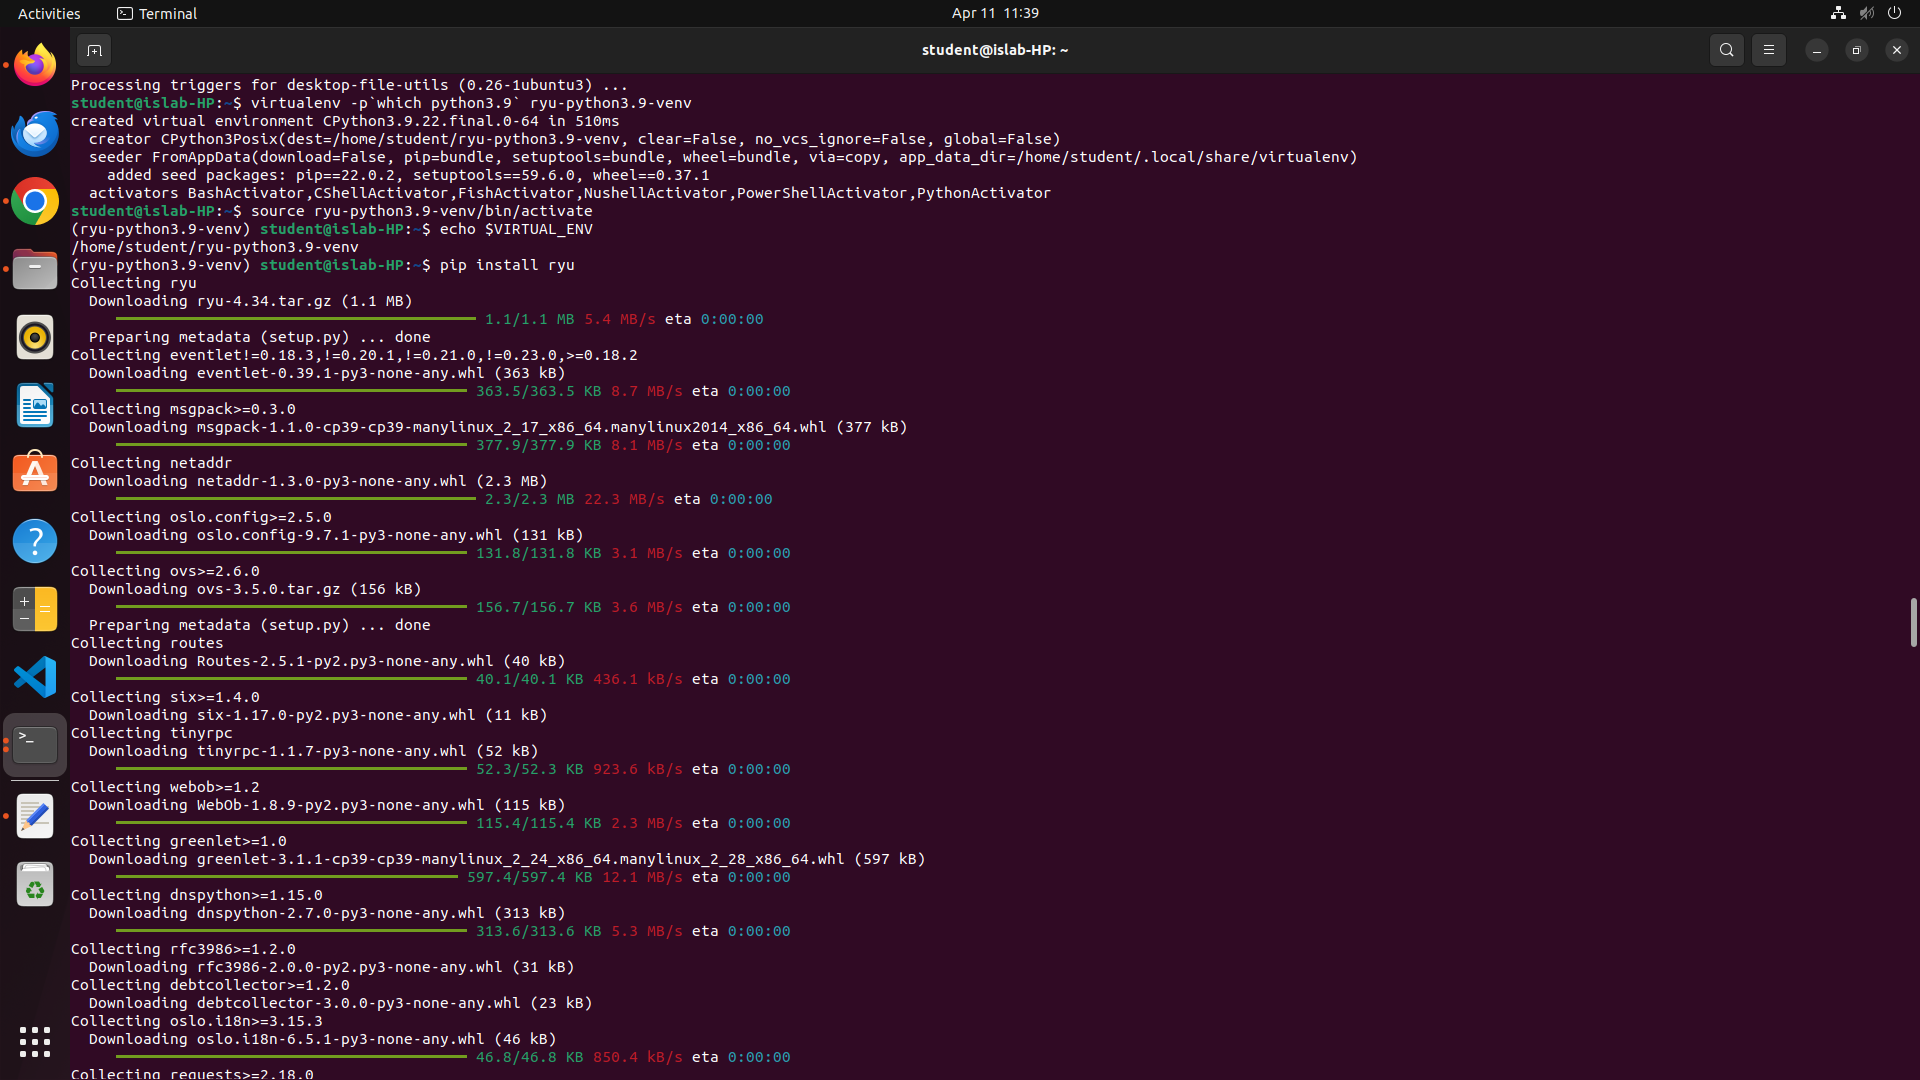 Activities
Terminal
Apr 11 11:39
student@islab-HP: ~
Processing triggers for desktop-file-utils (0.26-1ubuntu3) ...
student@islab-HP:~$ virtualenv -p`which python3.9` ryu-python3.9-venv
created virtual environment CPython3.9.22.final.0-64 in 510ms
  creator CPython3Posix(dest=/home/student/ryu-python3.9-venv, clear=False, no_vcs_ignore=False, global=False)
  seeder FromAppData(download=False, pip=bundle, setuptools=bundle, wheel=bundle, via=copy, app_data_dir=/home/student/.local/share/virtualenv)
    added seed packages: pip==22.0.2, setuptools==59.6.0, wheel==0.37.1
  activators BashActivator,CShellActivator,FishActivator,NushellActivator,PowerShellActivator,PythonActivator
student@islab-HP:~$ source ryu-python3.9-venv/bin/activate
(ryu-python3.9-venv) student@islab-HP:~$ echo $VIRTUAL_ENV
/home/student/ryu-python3.9-venv
(ryu-python3.9-venv) student@islab-HP:~$ pip install ryu
Collecting ryu
  Downloading ryu-4.34.tar.gz (1.1 MB)
1.1/1.1 MB 5.4 MB/s eta 0:00:00
  Preparing metadata (setup.py) ... done
Collecting eventlet!=0.18.3,!=0.20.1,!=0.21.0,!=0.23.0,>=0.18.2
  Downloading eventlet-0.39.1-py3-none-any.whl (363 kB)
363.5/363.5 KB 8.7 MB/s eta 0:00:00
Collecting msgpack>=0.3.0
  Downloading msgpack-1.1.0-cp39-cp39-manylinux_2_17_x86_64.manylinux2014_x86_64.whl (377 kB)
377.9/377.9 KB 8.1 MB/s eta 0:00:00
Collecting netaddr
  Downloading netaddr-1.3.0-py3-none-any.whl (2.3 MB)
2.3/2.3 MB 22.3 MB/s eta 0:00:00
Collecting oslo.config>=2.5.0
  Downloading oslo.config-9.7.1-py3-none-any.whl (131 kB)
131.8/131.8 KB 3.1 MB/s eta 0:00:00
Collecting ovs>=2.6.0
  Downloading ovs-3.5.0.tar.gz (156 kB)
156.7/156.7 KB 3.6 MB/s eta 0:00:00
  Preparing metadata (setup.py) ... done
Collecting routes
  Downloading Routes-2.5.1-py2.py3-none-any.whl (40 kB)
40.1/40.1 KB 436.1 kB/s eta 0:00:00
Collecting six>=1.4.0
  Downloading six-1.17.0-py2.py3-none-any.whl (11 kB)
Collecting tinyrpc
  Downloading tinyrpc-1.1.7-py3-none-any.whl (52 kB)
52.3/52.3 KB 923.6 kB/s eta 0:00:00
Collecting webob>=1.2
  Downloading WebOb-1.8.9-py2.py3-none-any.whl (115 kB)
115.4/115.4 KB 2.3 MB/s eta 0:00:00
Collecting greenlet>=1.0
  Downloading greenlet-3.1.1-cp39-cp39-manylinux_2_24_x86_64.manylinux_2_28_x86_64.whl (597 kB)
597.4/597.4 KB 12.1 MB/s eta 0:00:00
Collecting dnspython>=1.15.0
  Downloading dnspython-2.7.0-py3-none-any.whl (313 kB)
313.6/313.6 KB 5.3 MB/s eta 0:00:00
Collecting rfc3986>=1.2.0
  Downloading rfc3986-2.0.0-py2.py3-none-any.whl (31 kB)
Collecting debtcollector>=1.2.0
  Downloading debtcollector-3.0.0-py3-none-any.whl (23 kB)
Collecting oslo.i18n>=3.15.3
  Downloading oslo.i18n-6.5.1-py3-none-any.whl (46 kB)
46.8/46.8 KB 850.4 kB/s eta 0:00:00
Collecting requests>=2.18.0